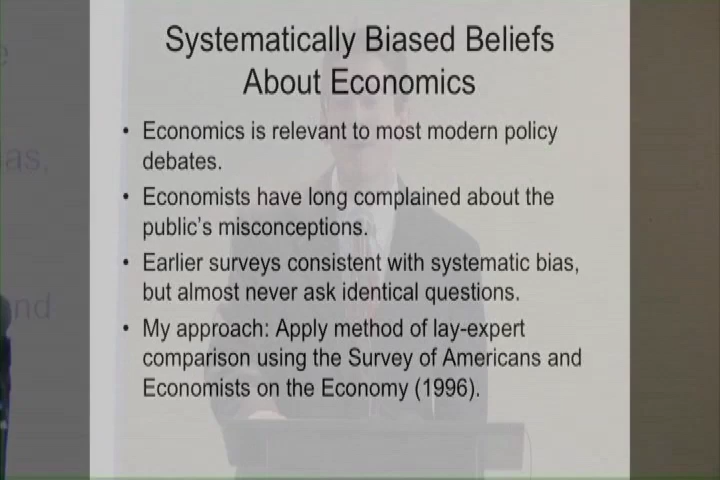 Systematically Biased Beliefs
About Economics
• Economics is relevant to most modern policy
debates.
• Economists have long complained about the
public's misconceptions.
• Earlier surveys consistent with systematic bias,
but almost never ask identical questions.
• My approach: Apply method of lay-expert
comparison using the Survey of Americans and
Economists on the Economy (1996).
as,
nd